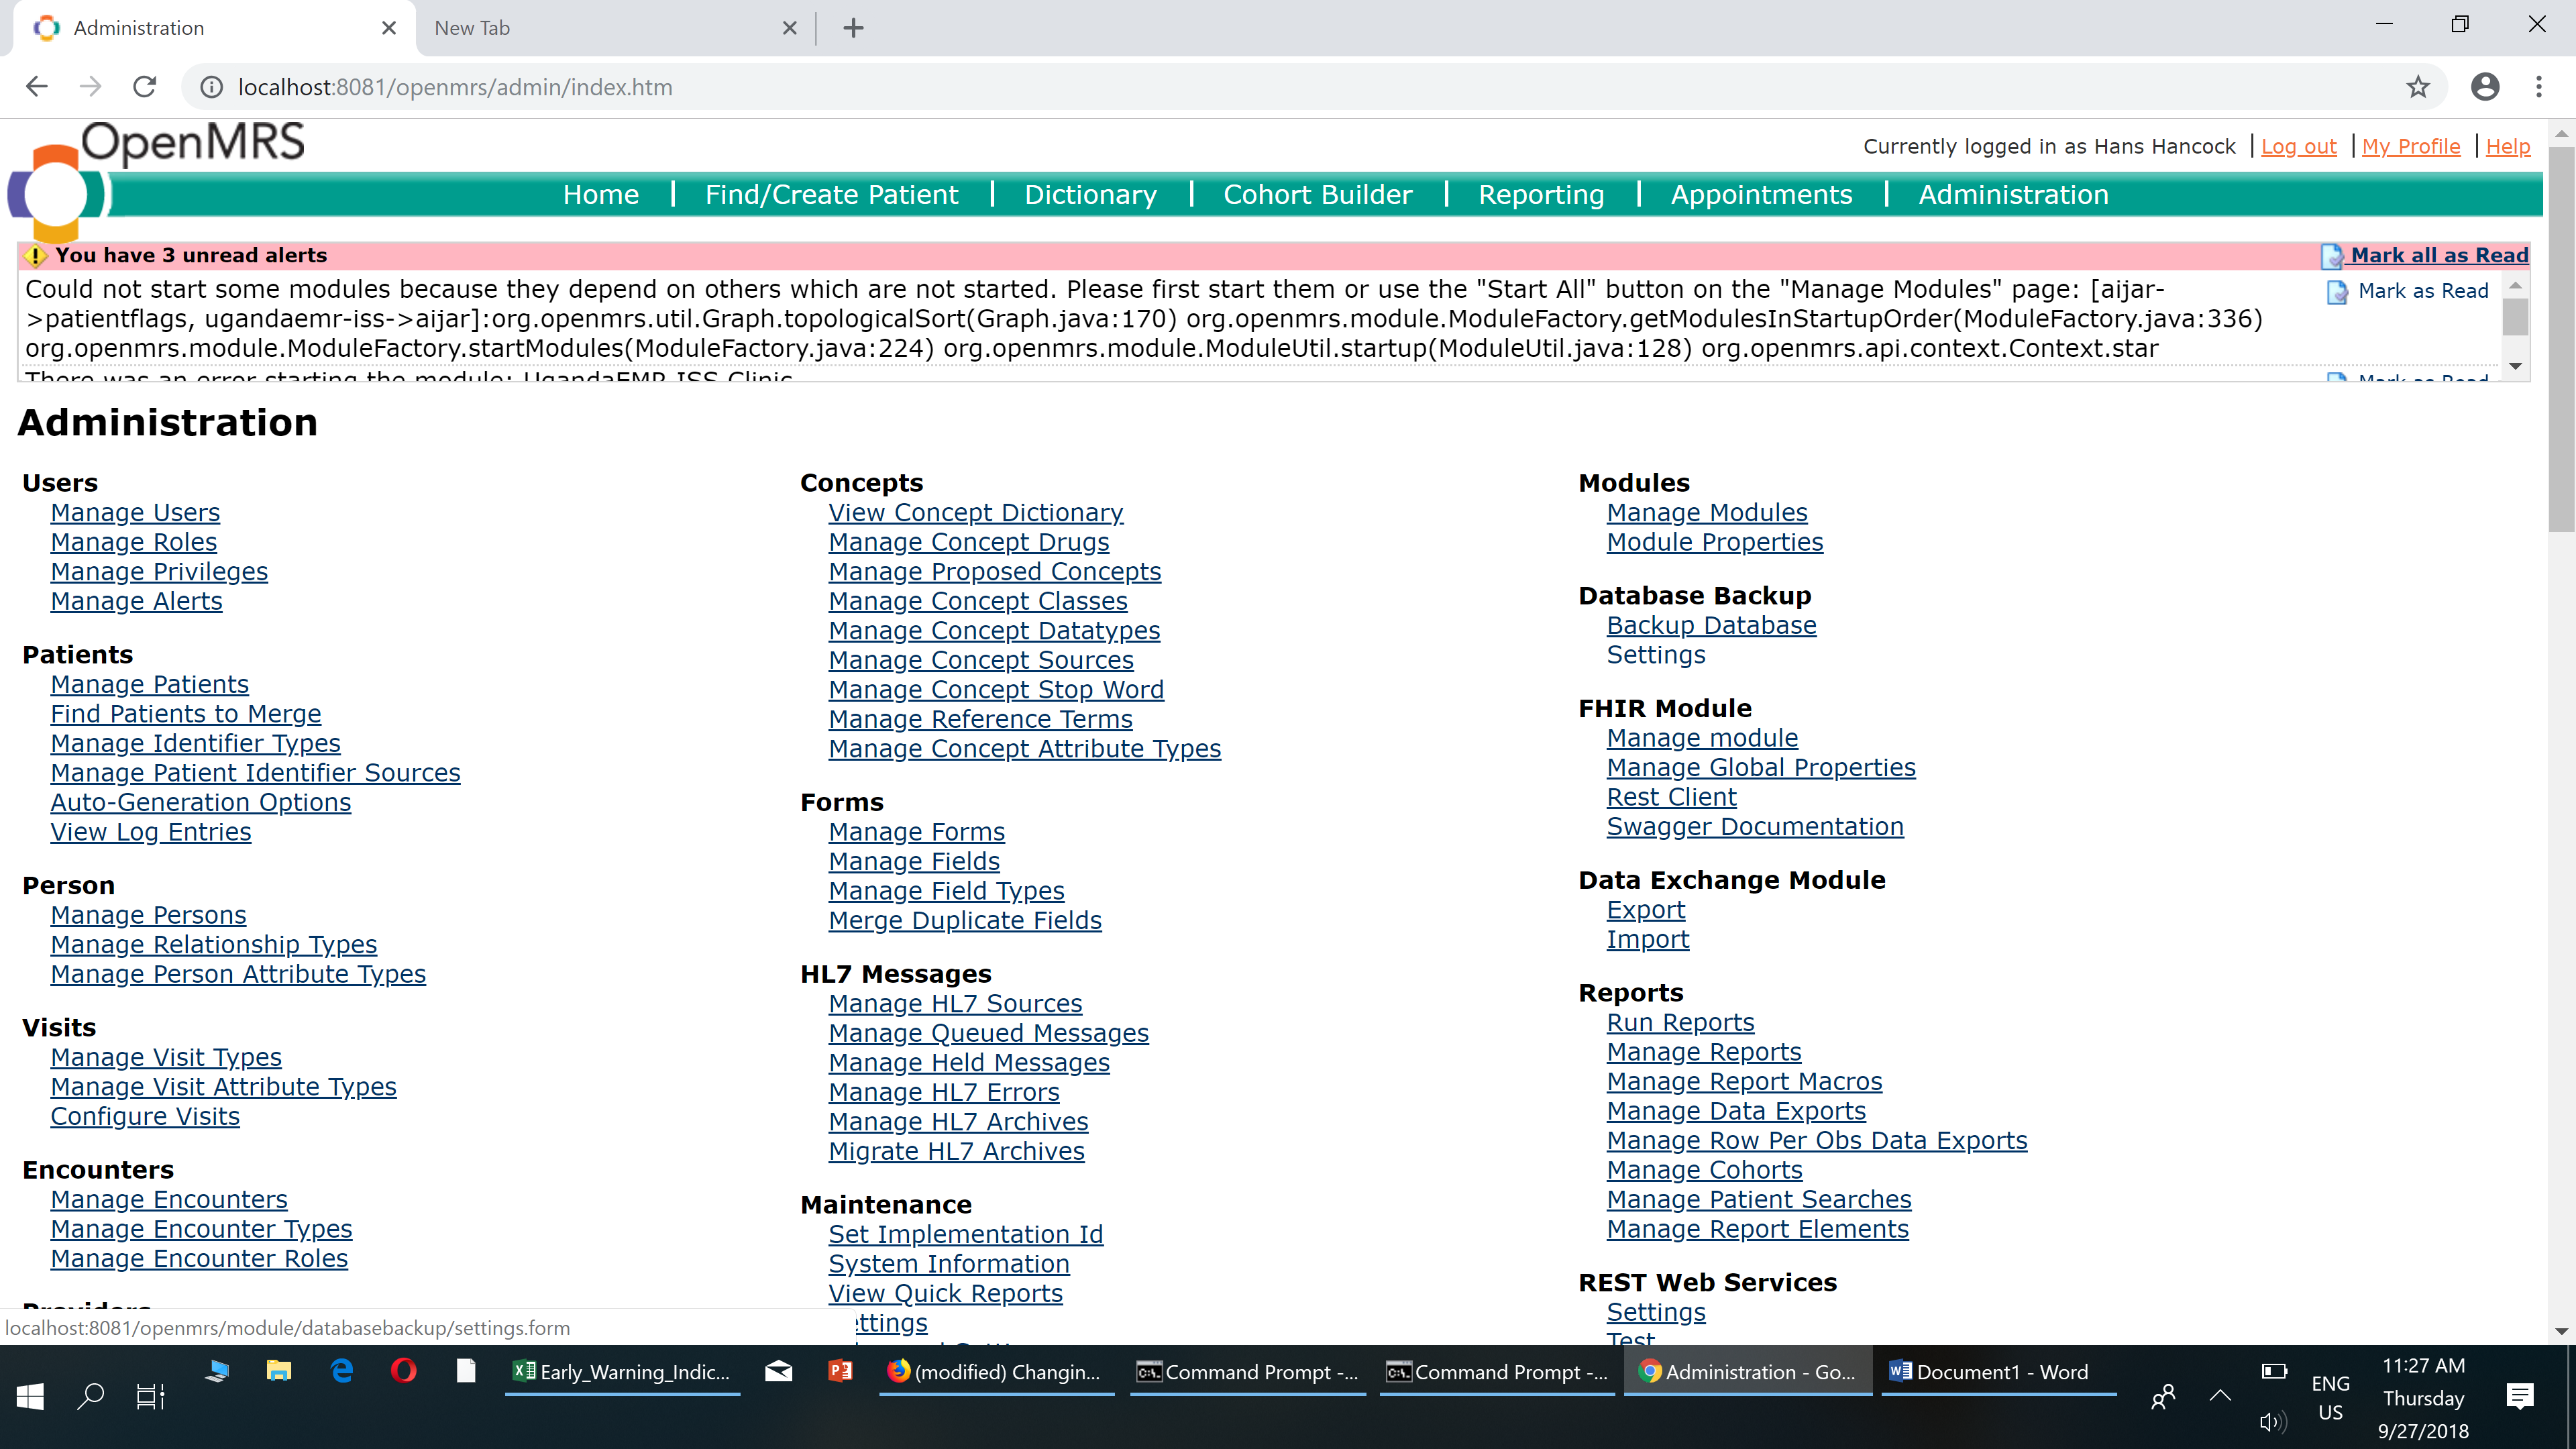 Administration
New Tab
localhost:8081/openmrs/admin/index.htm
OpenMRS
Currently logged in as Hans Hancock | Log out | My Profile | Help
Home | Find/Create Patient | Dictionary | Cohort Builder | Reporting | Appointments | Administration
You have 3 unread alerts
Mark all as Read
Could not start some modules because they depend on others which are not started. Please first start them or use the "Start All" button on the "Manage Modules" page: [aijar-
>patientflags, ugandaemr-iss->aijar]:org.openmrs.util.Graph.topologicalSort(Graph.java:170) org.openmrs.module.ModuleFactory.getModulesInStartupOrder(ModuleFactory.java:336)
org.openmrs.module.ModuleFactory.startModules(ModuleFactory.java:224) org.openmrs.module.ModuleUtil.startup(ModuleUtil.java:128) org.openmrs.api.context.Context.star
Mark as Read
There was an error starting the module: UgandaEMR ISS Clinic
Mark as Read
Administration
Users
Manage Users
Manage Roles
Manage Privileges
Manage Alerts
Patients
Manage Patients
Find Patients to Merge
Manage Identifier Types
Manage Patient Identifier Sources
Auto-Generation Options
View Log Entries
Person
Manage Persons
Manage Relationship Types
Manage Person Attribute Types
Visits
Manage Visit Types
Manage Visit Attribute Types
Configure Visits
Encounters
Manage Encounters
Manage Encounter Types
Manage Encounter Roles
Providers
Concepts
View Concept Dictionary
Manage Concept Drugs
Manage Proposed Concepts
Manage Concept Classes
Manage Concept Datatypes
Manage Concept Sources
Manage Concept Stop Word
Manage Reference Terms
Manage Concept Attribute Types
Forms
Manage Forms
Manage Fields
Manage Field Types
Merge Duplicate Fields
HL7 Messages
Manage HL7 Sources
Manage Queued Messages
Manage Held Messages
Manage HL7 Errors
Manage HL7 Archives
Migrate HL7 Archives
Maintenance
Set Implementation Id
System Information
View Quick Reports
ettings
Modules
Manage Modules
Module Properties
Database Backup
Backup Database
Settings
FHIR Module
Manage module
Manage Global Properties
Rest Client
Swagger Documentation
Data Exchange Module
Export
Import
Reports
Run Reports
Manage Reports
Manage Report Macros
Manage Data Exports
Manage Row Per Obs Data Exports
Manage Cohorts
Manage Patient Searches
Manage Report Elements
REST Web Services
Settings
Test
localhost:8081/openmrs/module/databasebackup/settings.form
Early_Warning_Indic...
(modified) Changin...
Command Prompt -...
Command Prompt -...
Administration - Go...
Document1 - Word
ENG
US
11:27 AM
Thursday
9/27/2018